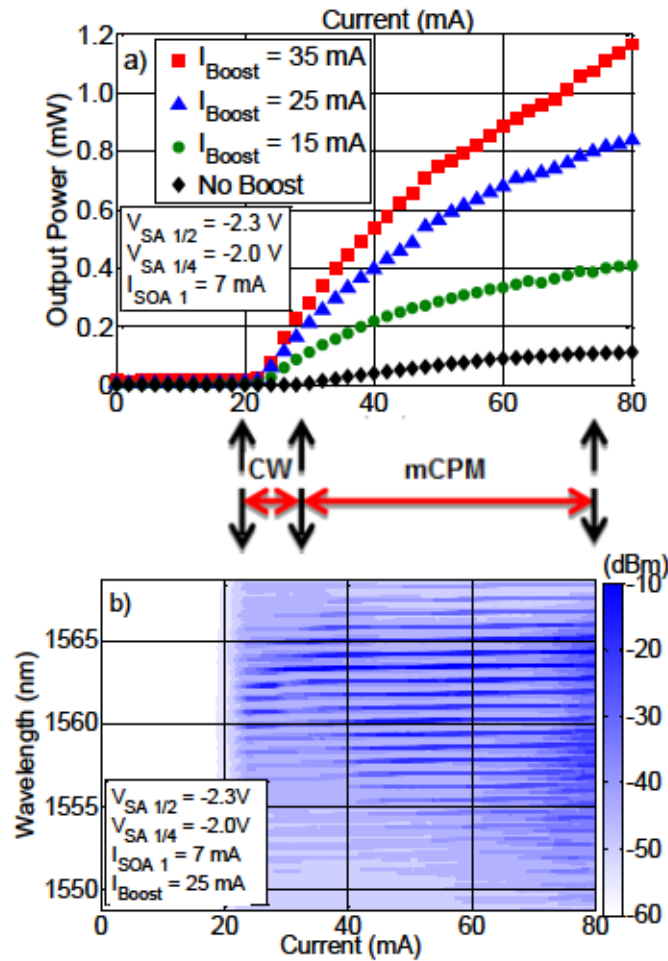 Current (mA)
1.2
1.0
0.8
0.6
0.4
0.2
0
Output Power (mW)
a)
I_Boost = 35 mA
I_Boost = 25 mA
I_Boost = 15 mA
No Boost
V_SA 1/2 = -2.3 V
V_SA 1/4 = -2.0 V
I_SOA 1 = 7 mA
0 20 40 60 80
CW mCPM
(dBm)
b)
1565
1560
1555
1550
Wavelength (nm)
V_SA 1/2 = -2.3V
V_SA 1/4 = -2.0V
I_SOA 1 = 7 mA
I_Boost = 25 mA
0 20 40 60 80
Current (mA)
-10
-20
-30
-40
-50
-60